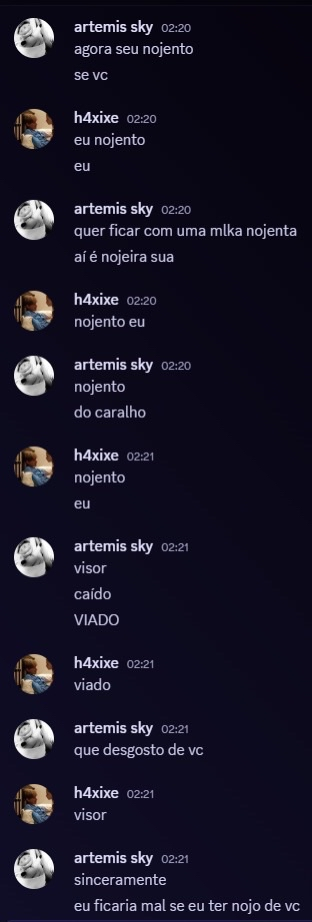 artemis sky 02:20
agora seu nojento
se vc
h4xixe 02:20
eu nojento
eu
artemis sky 02:20
quer ficar com uma mlka nojenta
aí é nojeira sua
h4xixe 02:20
nojento eu
artemis sky 02:20
nojento
do caralho
h4xixe 02:21
nojento
eu
artemis sky 02:21
visor
caído
VIADO
h4xixe 02:21
viado
artemis sky 02:21
que desgosto de vc
h4xixe 02:21
visor
artemis sky 02:21
sinceramente
eu ficaria mal se eu ter nojo de vc